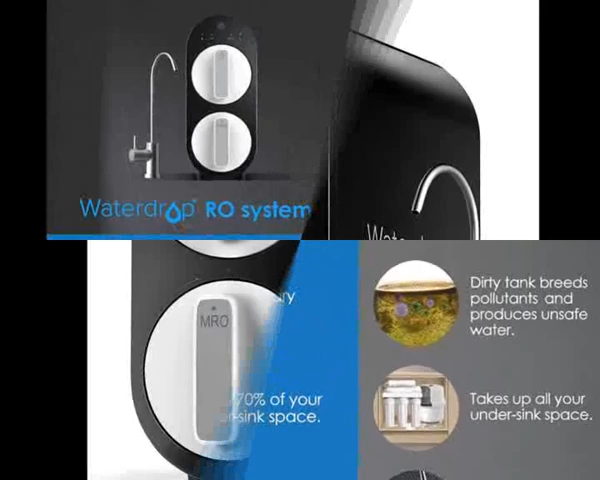 Waterdrop RO system
MRO
70% of your
sink space.
Dirty tank breeds
pollutants and
produces unsafe
water.
Takes up all your
under-sink space.